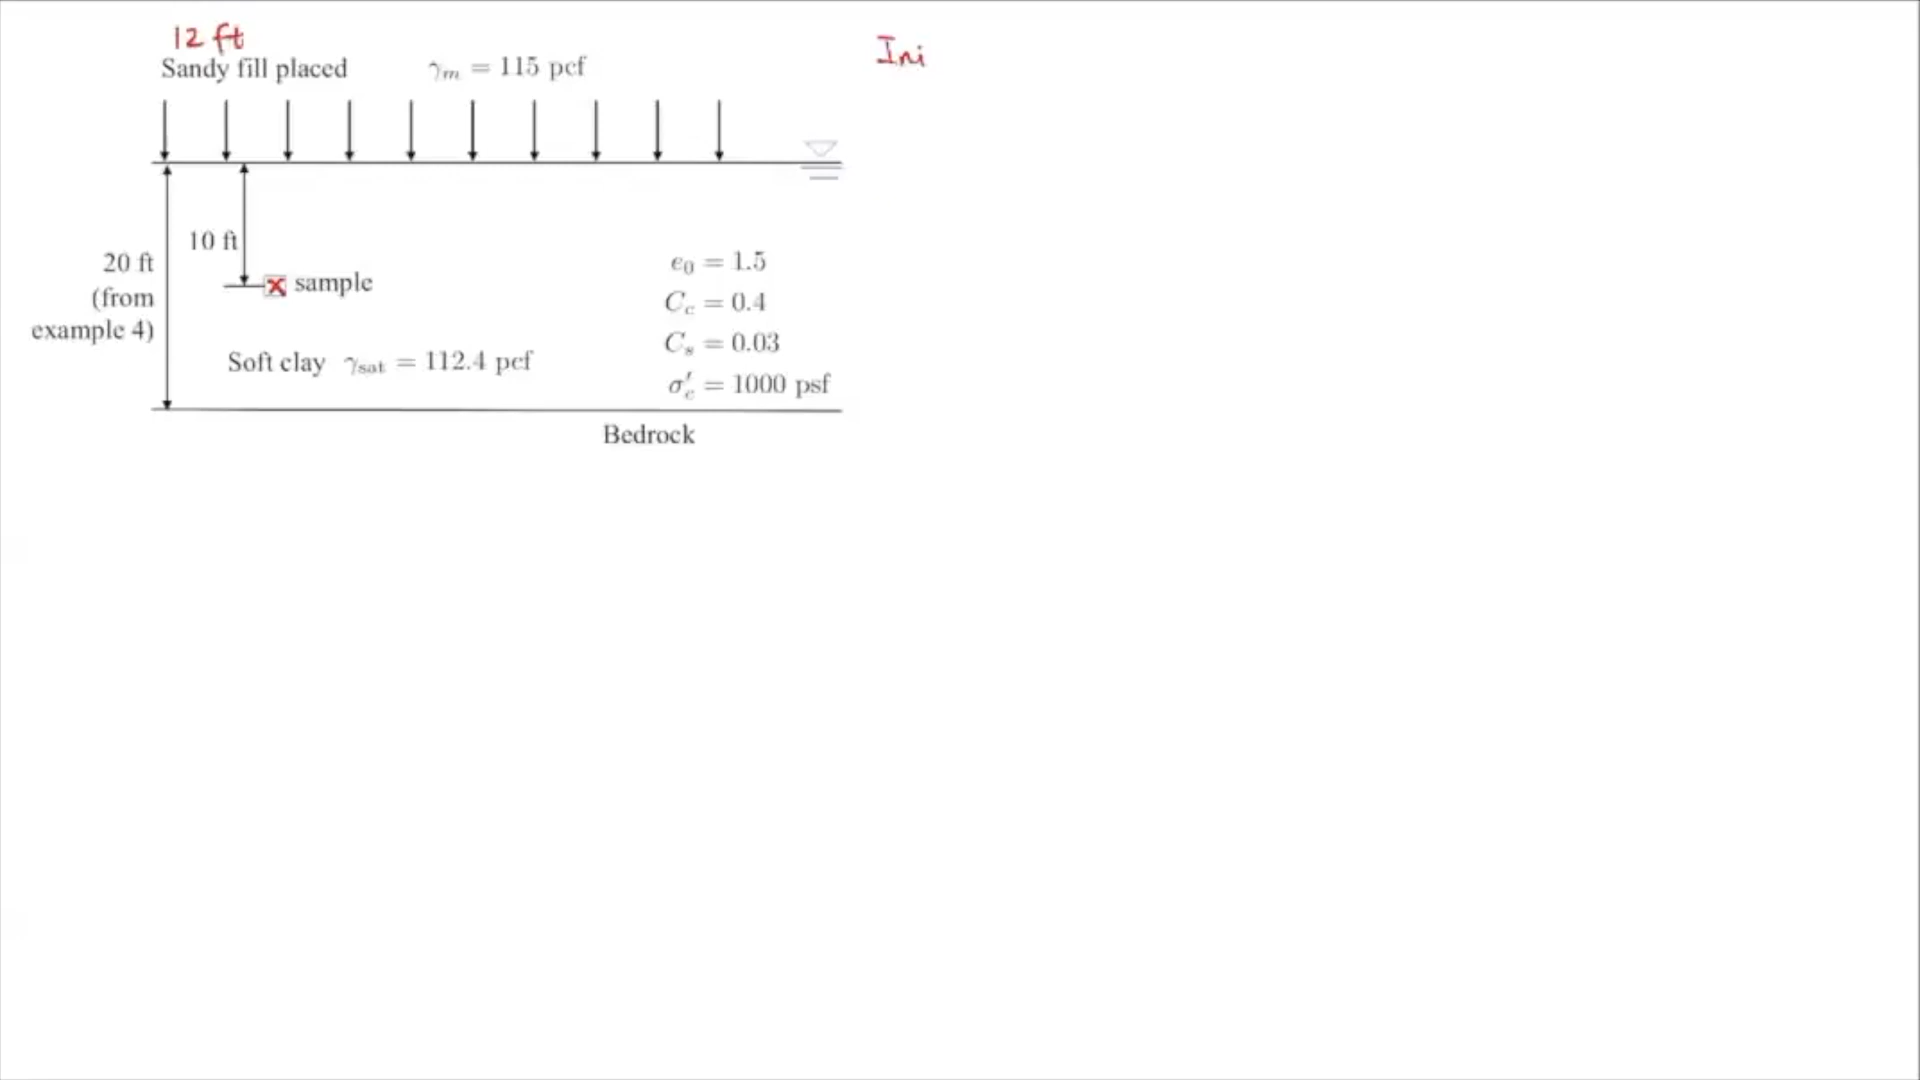 12 ft
Ini
Sandy fill placed γm = 115 pcf
10 ft
20 ft
(from
example 4)
sample
e0 = 1.5
Cc = 0.4
Cs = 0.03
σ′c = 1000 psf
Soft clay γsat = 112.4 pcf
Bedrock